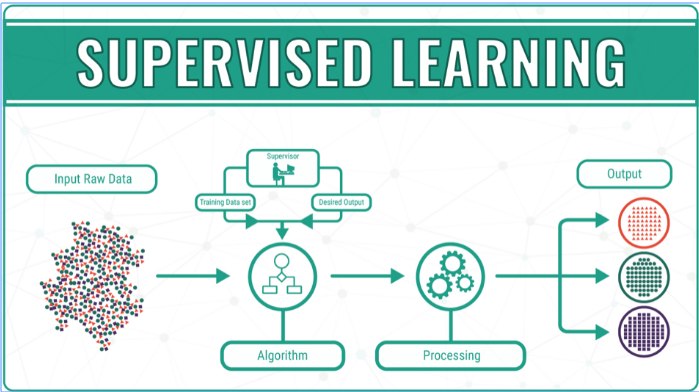 SUPERVISED LEARNING
Supervisor
Input Raw Data
Output
Training Data set
Desired Output
Algorithm
Processing